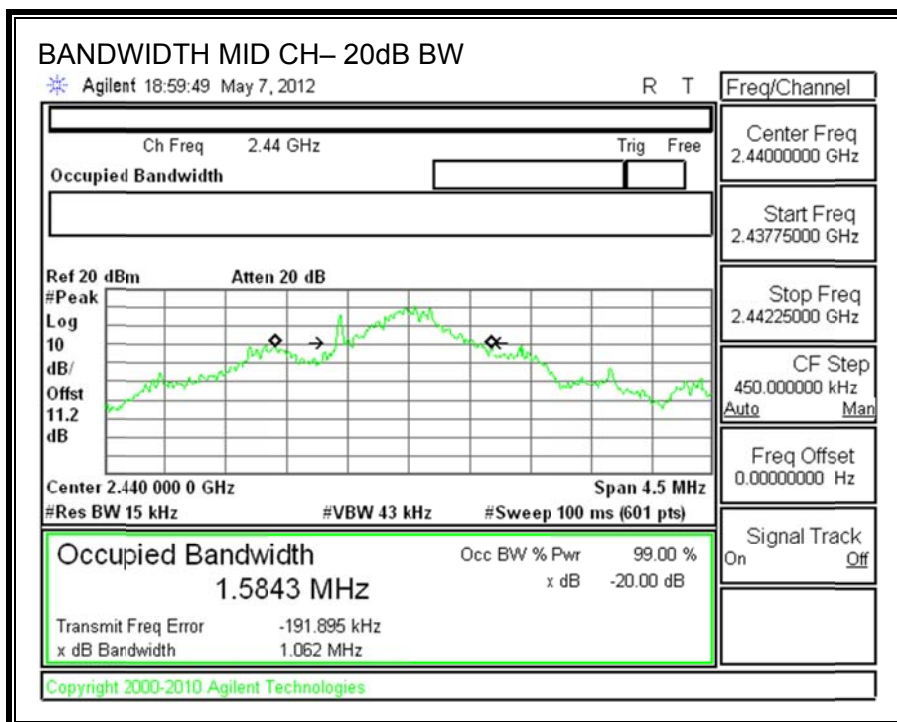 BANDWIDTH MID CH– 20dB BW
Agilent 18:59:49 May 7, 2012 R T
Freq/Channel
Ch Freq 2.44 GHz Trig Free
Occupied Bandwidth
Center Freq
2.44000000 GHz
Start Freq
2.43775000 GHz
Stop Freq
2.44225000 GHz
CF Step
450.000000 kHz
Auto Man
Freq Offset
0.00000000 Hz
Signal Track
On Off
Ref 20 dBm Atten 20 dB
#Peak
Log
10
dB/
Offst
11.2
dB
Center 2.440 000 0 GHz Span 4.5 MHz
#Res BW 15 kHz #VBW 43 kHz #Sweep 100 ms (601 pts)
Occupied Bandwidth Occ BW % Pwr 99.00 %
1.5843 MHz x dB -20.00 dB
Transmit Freq Error -191.895 kHz
x dB Bandwidth 1.062 MHz
Copyright 2000-2010 Agilent Technologies